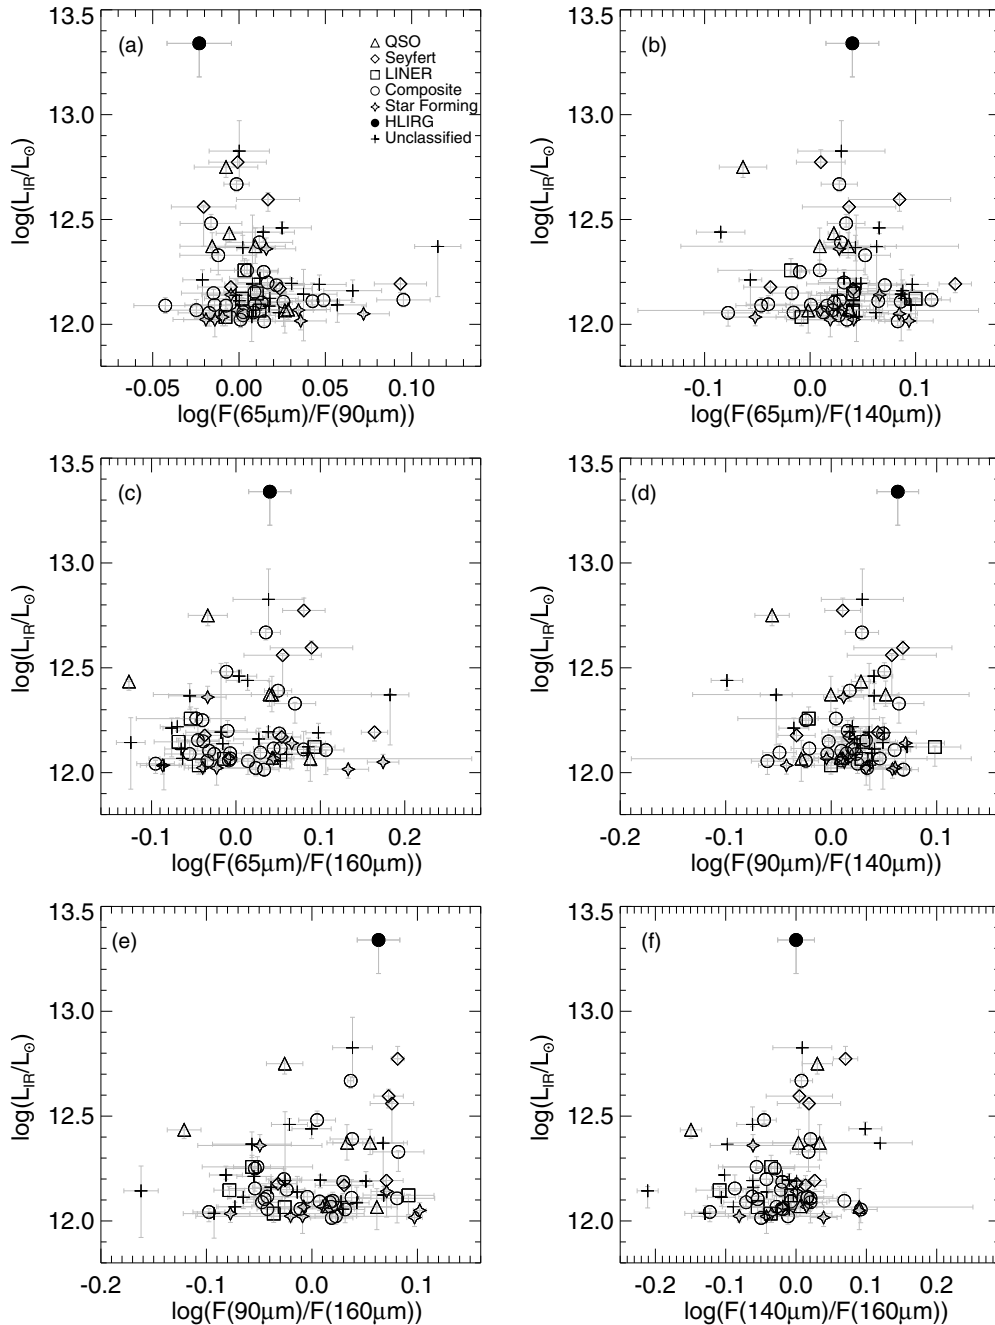 13.5
13.0
12.5
12.0
log(L_IR/L_⊙)
(a)
QSO
Seyfert
LINER
Composite
Star Forming
HLIRG
Unclassified
-0.05
0.00
0.05
0.10
log(F(65μm)/F(90μm))
13.5
13.0
12.5
12.0
log(L_IR/L_⊙)
(b)
-0.1
0.0
0.1
log(F(65μm)/F(140μm))
13.5
13.0
12.5
12.0
log(L_IR/L_⊙)
(c)
-0.1
0.0
0.1
0.2
log(F(65μm)/F(160μm))
13.5
13.0
12.5
12.0
log(L_IR/L_⊙)
(d)
-0.2
-0.1
0.0
0.1
log(F(90μm)/F(140μm))
13.5
13.0
12.5
12.0
log(L_IR/L_⊙)
(e)
-0.2
-0.1
0.0
0.1
log(F(90μm)/F(160μm))
13.5
13.0
12.5
12.0
log(L_IR/L_⊙)
(f)
-0.2
-0.1
0.0
0.1
0.2
log(F(140μm)/F(160μm))